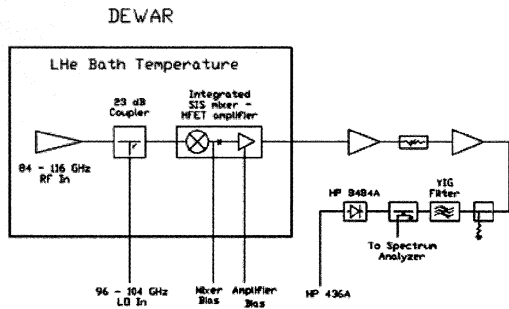 DEWAR
LHe Bath Temperature
23 dB
Coupler
Integrated
SIS mixer -
HFET amplifier
84 - 116 GHz
RF In
HP 8484A
YIG
Filter
To Spectrum
Analyzer
96 - 104 GHz
LO In
Mixer
Bias
Amplifier
Bias
HP 436A